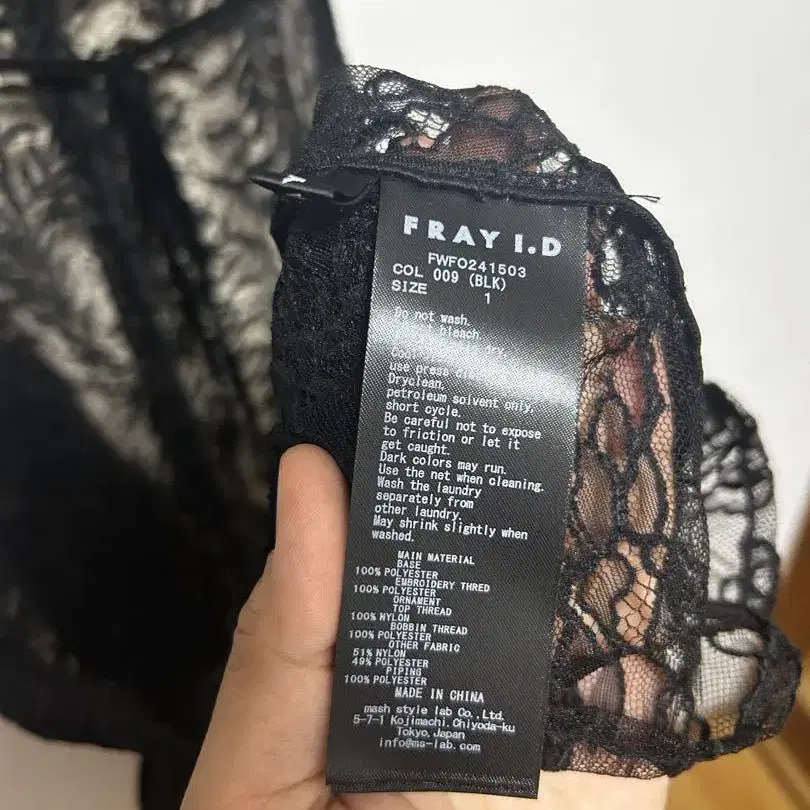 FRAY I.D
FWFO241503
COL 009 (BLK)
SIZE 1
Do not wash.
bleach.
dry.
use press
Dryclean,
petroleum solvent only,
short cycle.
Be careful not to expose
to friction or let it
get caught.
Dark colors may run.
Use the net when cleaning.
Wash the laundry
separately from
other laundry.
May shrink slightly when
washed.
MAIN MATERIAL
BASE
100% POLYESTER
EMBROIDERY THRED
100% POLYESTER
ORNAMENT
TOP THREAD
100% NYLON
BOBBIN THREAD
100% POLYESTER
OTHER FABRIC
51% NYLON
49% POLYESTER
PIPING
100% POLYESTER
MADE IN CHINA
mash style lab Co.,Ltd.
5-7-1 Kojimachi,Chiyoda-ku
Tokyo,Japan
info@ms-lab.com